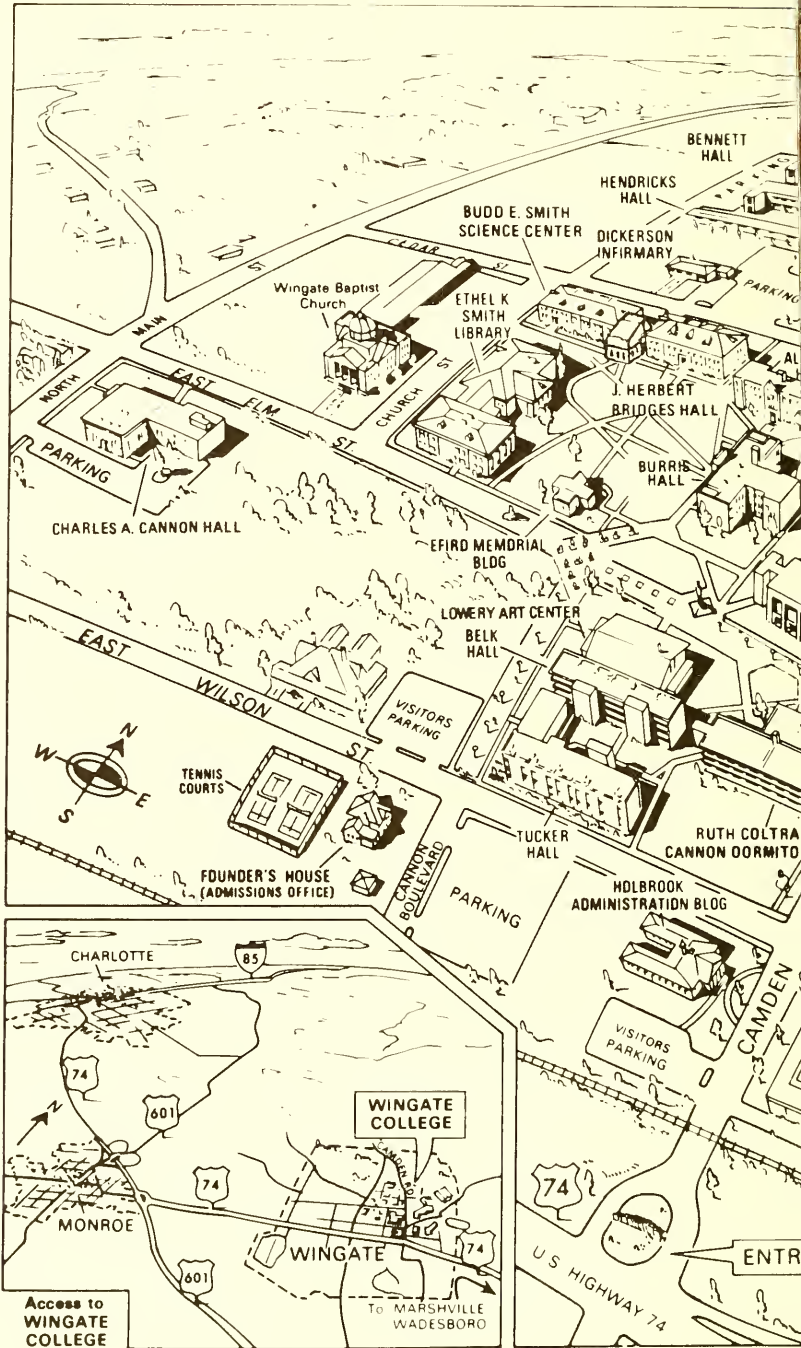 BENNETT
HALL
HENDRICKS
HALL
PARKING
BUDD E. SMITH
SCIENCE CENTER
DICKERSON
INFIRMARY
CEDAR ST
PARKING
Wingate Baptist
Church
ETHEL K
SMITH
LIBRARY
NORTH MAIN
CHURCH ST
EAST ELM ST.
AL
J. HERBERT
BRIDGES HALL
BURRIS
HALL
PARKING
CHARLES A. CANNON HALL
EFIRD MEMORIAL
BLDG
LOWERY ART CENTER
BELK
HALL
EAST WILSON ST
VISITORS
PARKING
N
W
E
S
TENNIS
COURTS
TUCKER
HALL
RUTH COLTRA
CANNON DORMITO
FOUNDER'S HOUSE
(ADMISSIONS OFFICE)
CANNON
BOULEVARD
PARKING
HOLBROOK
ADMINISTRATION BLDG
CAMDEN
VISITORS
PARKING
74
U S HIGHWAY 74
ENTR
CHARLOTTE
85
74
601
N
WINGATE
COLLEGE
CAMDEN RD
74
MONROE
WINGATE
74
601
To MARSHVILLE
WADESBORO
Access to
WINGATE
COLLEGE